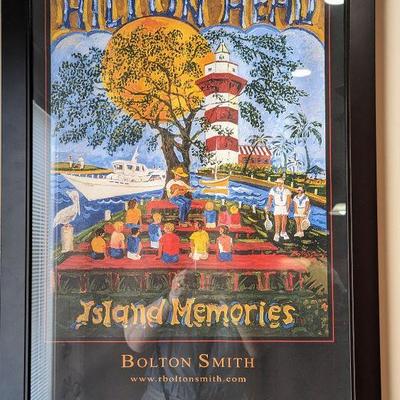 HILTON HEAD
Island Memories
BOLTON SMITH
www.rboltonsmith.com